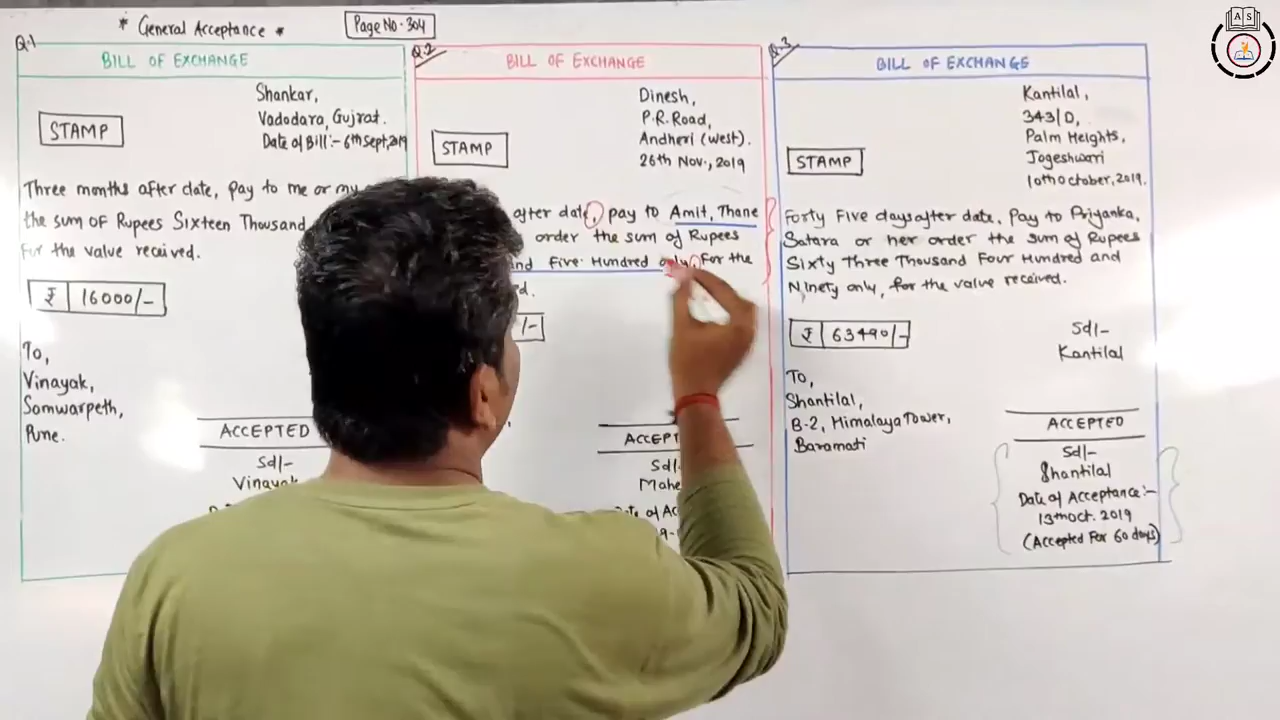 * General Acceptance *
Page No. 304
Q.1
BILL OF EXCHANGE
Shankar,
Vadodara, Gujrat.
Date of Bill:- 6th Sept, 2019
STAMP
Three months after date, pay to me or my
the sum of Rupees Sixteen Thousand
for the value received.
₹ 16000/-
To,
Vinayak,
Somwarpeth,
Pune.
ACCEPTED
Sd/-
Vinayak
Q.2
BILL OF EXCHANGE
Dinesh,
P.R. Road,
Andheri (west).
26th Nov., 2019
STAMP
after date, pay to Amit, Thane
order the sum of Rupees
and Five Hundred only, for the
/-
ACCEPT
Sd/-
Mahe
Q.3
BILL OF EXCHANGE
Kantilal,
343/D,
Palm Heights,
Jogeshwari
10th October, 2019.
STAMP
Forty Five days after date, Pay to Priyanka,
Satara or her order the sum of Rupees
Sixty Three Thousand Four Hundred and
Ninety only, for the value received.
₹ 63490/-
Sd/-
Kantilal
To,
Shantilal,
B-2, Himalaya Tower,
Baramati
ACCEPTED
Sd/-
Shantilal
Date of Acceptance:-
13th Oct. 2019
(Accepted For 60 days)
AS